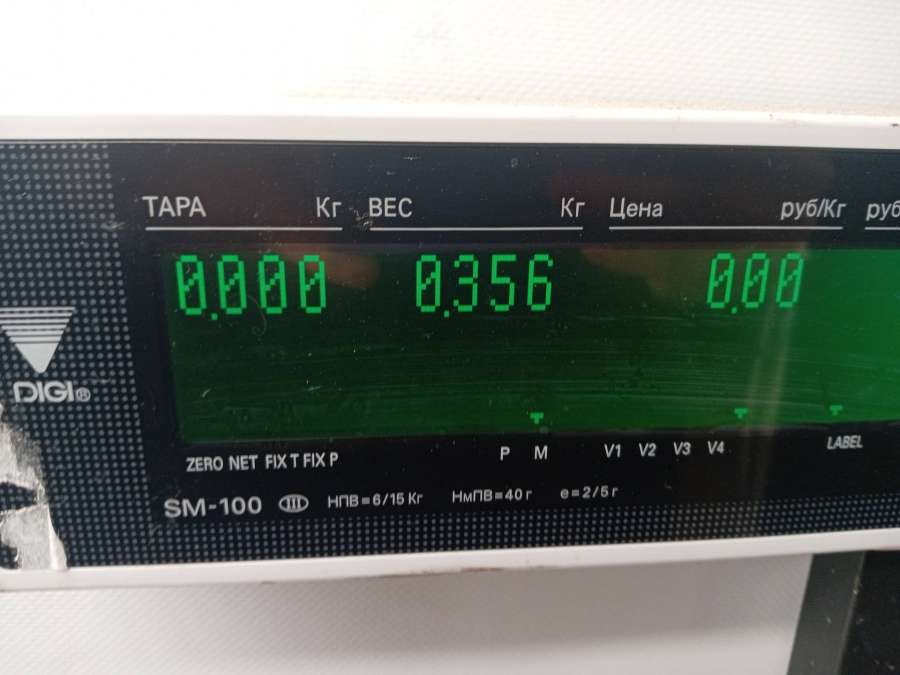 ТАРА Кг ВЕС Кг Цена руб/Кг руб
0.000 0.356 0.00
DIGI®
ZERO NET FIX T FIX P P M V1 V2 V3 V4 LABEL
SM-100 III НПВ=6/15 Кг НмПВ=40 г е=2/5 г